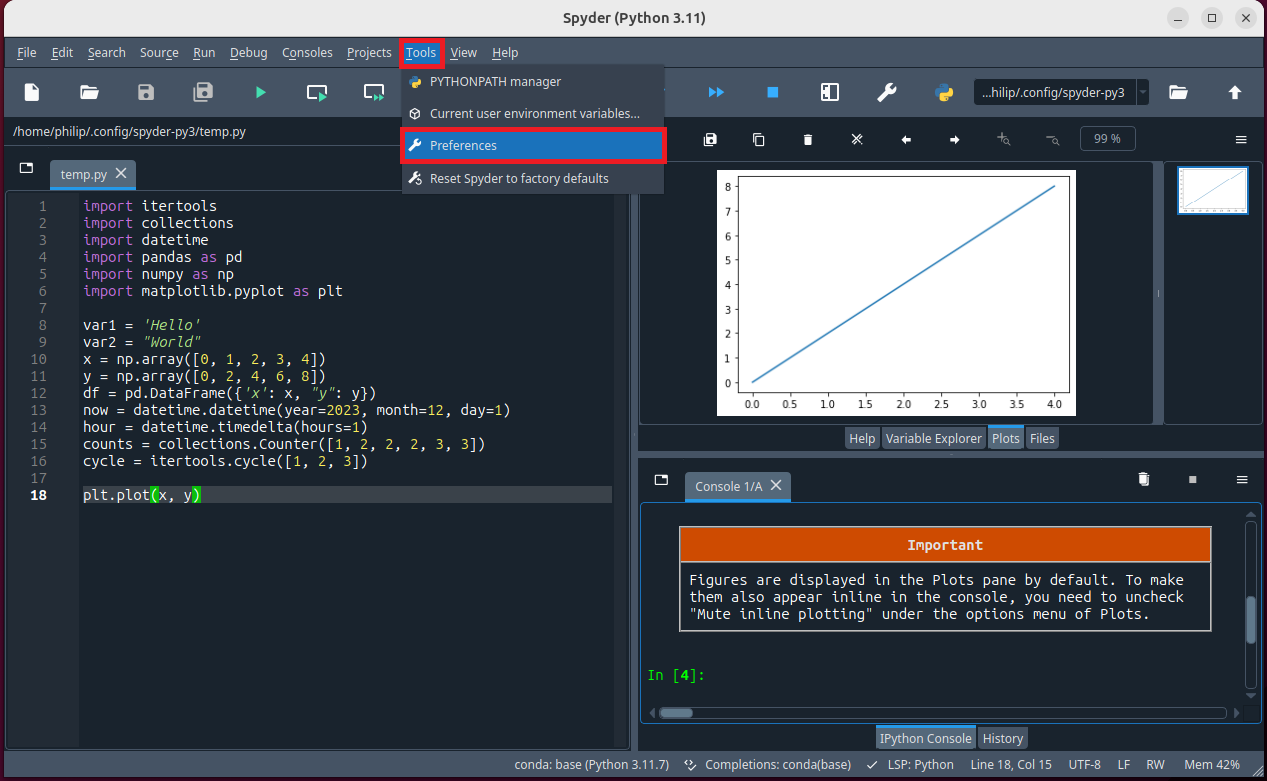 Spyder (Python 3.11)
File Edit Search Source Run Debug Consoles Projects Tools View Help
PYTHONPATH manager
Current user environment variables...
Preferences
Reset Spyder to factory defaults
...hilip/.config/spyder-py3
/home/philip/.config/spyder-py3/temp.py
99 %
temp.py
1 import itertools
2 import collections
3 import datetime
4 import pandas as pd
5 import numpy as np
6 import matplotlib.pyplot as plt
7
8 var1 = 'Hello'
9 var2 = "World"
10 x = np.array([0, 1, 2, 3, 4])
11 y = np.array([0, 2, 4, 6, 8])
12 df = pd.DataFrame({'x': x, "y": y})
13 now = datetime.datetime(year=2023, month=12, day=1)
14 hour = datetime.timedelta(hours=1)
15 counts = collections.Counter([1, 2, 2, 2, 3, 3])
16 cycle = itertools.cycle([1, 2, 3])
17
18 plt.plot(x, y)
8
7
6
5
4
3
2
1
0
0.0 0.5 1.0 1.5 2.0 2.5 3.0 3.5 4.0
Help Variable Explorer Plots Files
Console 1/A
Important
Figures are displayed in the Plots pane by default. To make
them also appear inline in the console, you need to uncheck
"Mute inline plotting" under the options menu of Plots.
In [4]:
IPython Console History
conda: base (Python 3.11.7) Completions: conda(base) LSP: Python Line 18, Col 15 UTF-8 LF RW Mem 42%